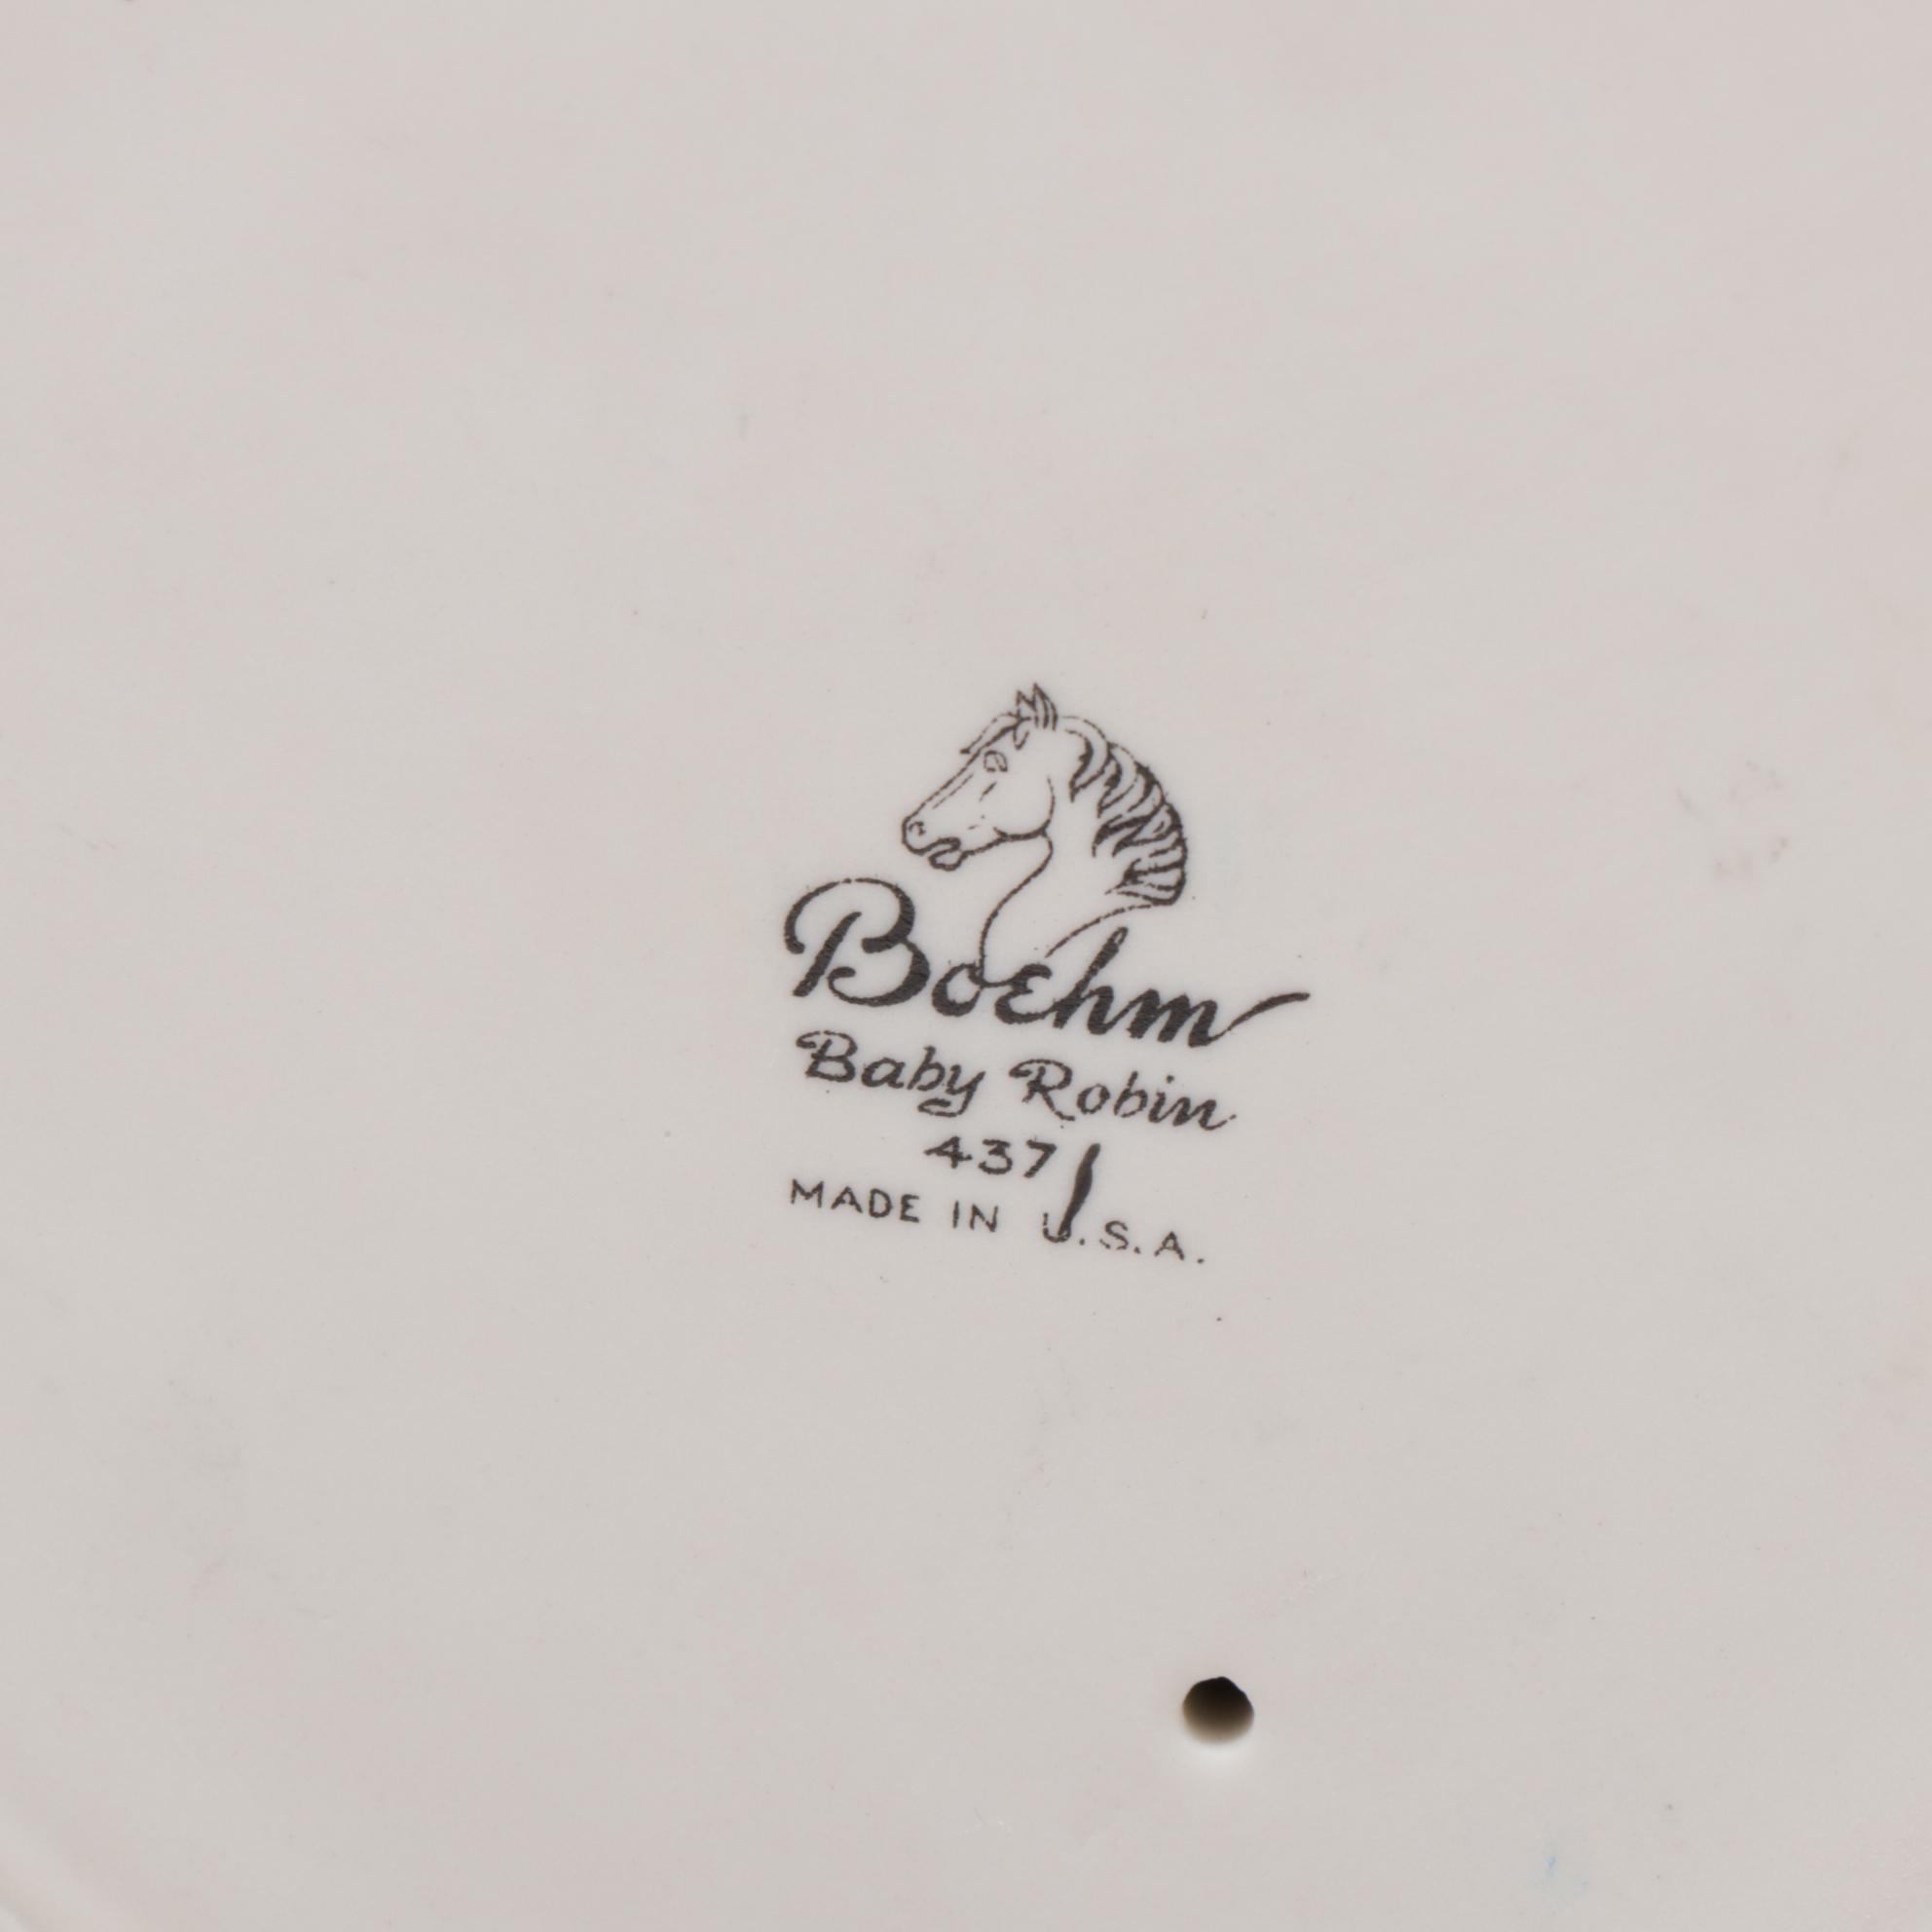 Boehm
Baby Robin
437
MADE IN U.S.A.